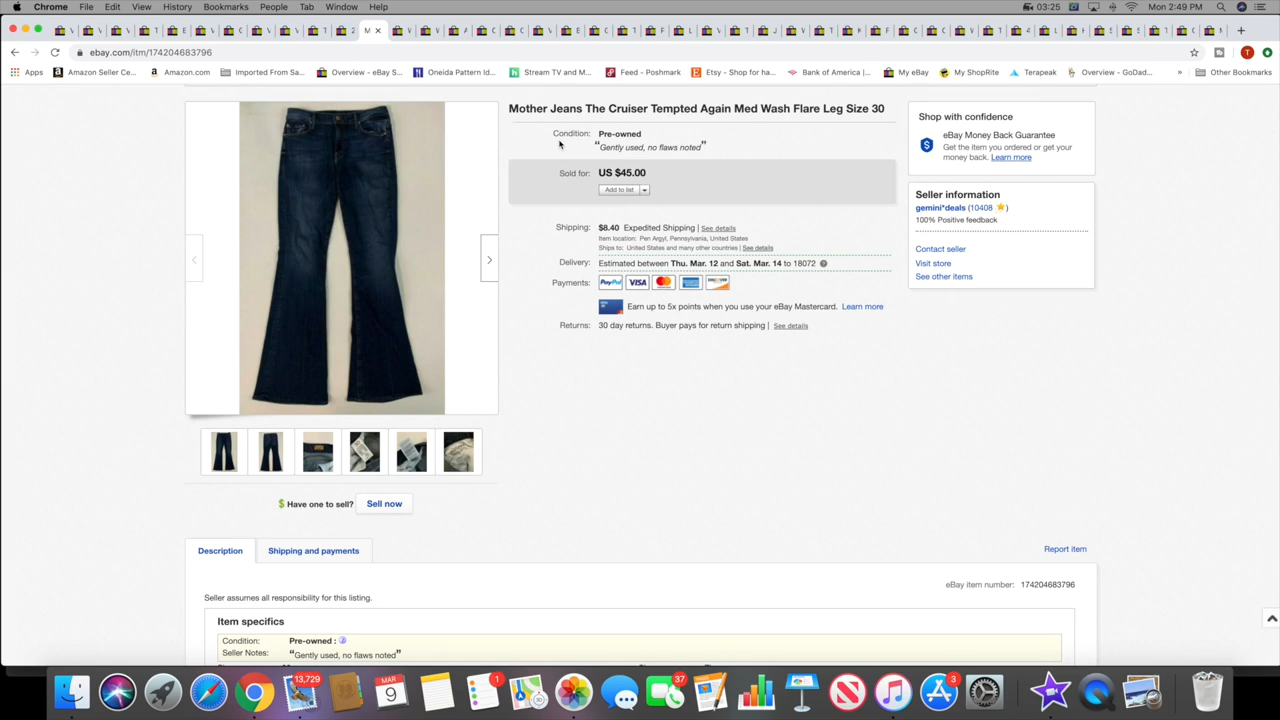 Chrome File Edit View History Bookmarks People Tab Window Help 03:25 Mon 2:49 PM
ebay.com/itm/174204683796
Apps Amazon Seller Ce... Amazon.com Imported From Sa... Overview - eBay S... Oneida Pattern Id... Stream TV and M... Feed - Poshmark Etsy - Shop for ha... Bank of America |... My eBay My ShopRite Terapeak Overview - GoDad... » Other Bookmarks
Mother Jeans The Cruiser Tempted Again Med Wash Flare Leg Size 30
Condition: Pre-owned
“Gently used, no flaws noted”
Sold for: US $45.00
Add to list
Shipping: $8.40 Expedited Shipping | See details
Item location: Pen Argyl, Pennsylvania, United States
Ships to: United States and many other countries | See details
Delivery: Estimated between Thu. Mar. 12 and Sat. Mar. 14 to 18072
Payments: PayPal VISA
Earn up to 5x points when you use your eBay Mastercard. Learn more
Returns: 30 day returns. Buyer pays for return shipping | See details
Shop with confidence
eBay Money Back Guarantee
Get the item you ordered or get your
money back. Learn more
Seller information
gemini*deals (10408 )
100% Positive feedback
Contact seller
Visit store
See other items
Have one to sell? Sell now
Description Shipping and payments Report item
eBay item number: 174204683796
Seller assumes all responsibility for this listing.
Item specifics
Condition: Pre-owned :
Seller Notes: “Gently used, no flaws noted”
13,729 MAR 9 1 37 3